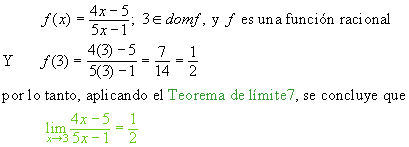 f(x) = (4x − 5)/(5x − 1); 3 ∈ domf, y f es una función racional
Y f(3) = (4(3) − 5)/(5(3) − 1) = 7/14 = 1/2
por lo tanto, aplicando el Teorema de límite7, se concluye que
lim x→3 (4x − 5)/(5x − 1) = 1/2